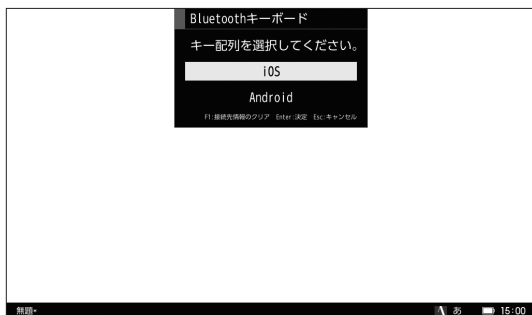 Bluetoothキーボード
キー配列を選択してください。
iOS
Android
F1:接続先情報のクリア Enter:決定 Esc:キャンセル
無題* A あ 15:00